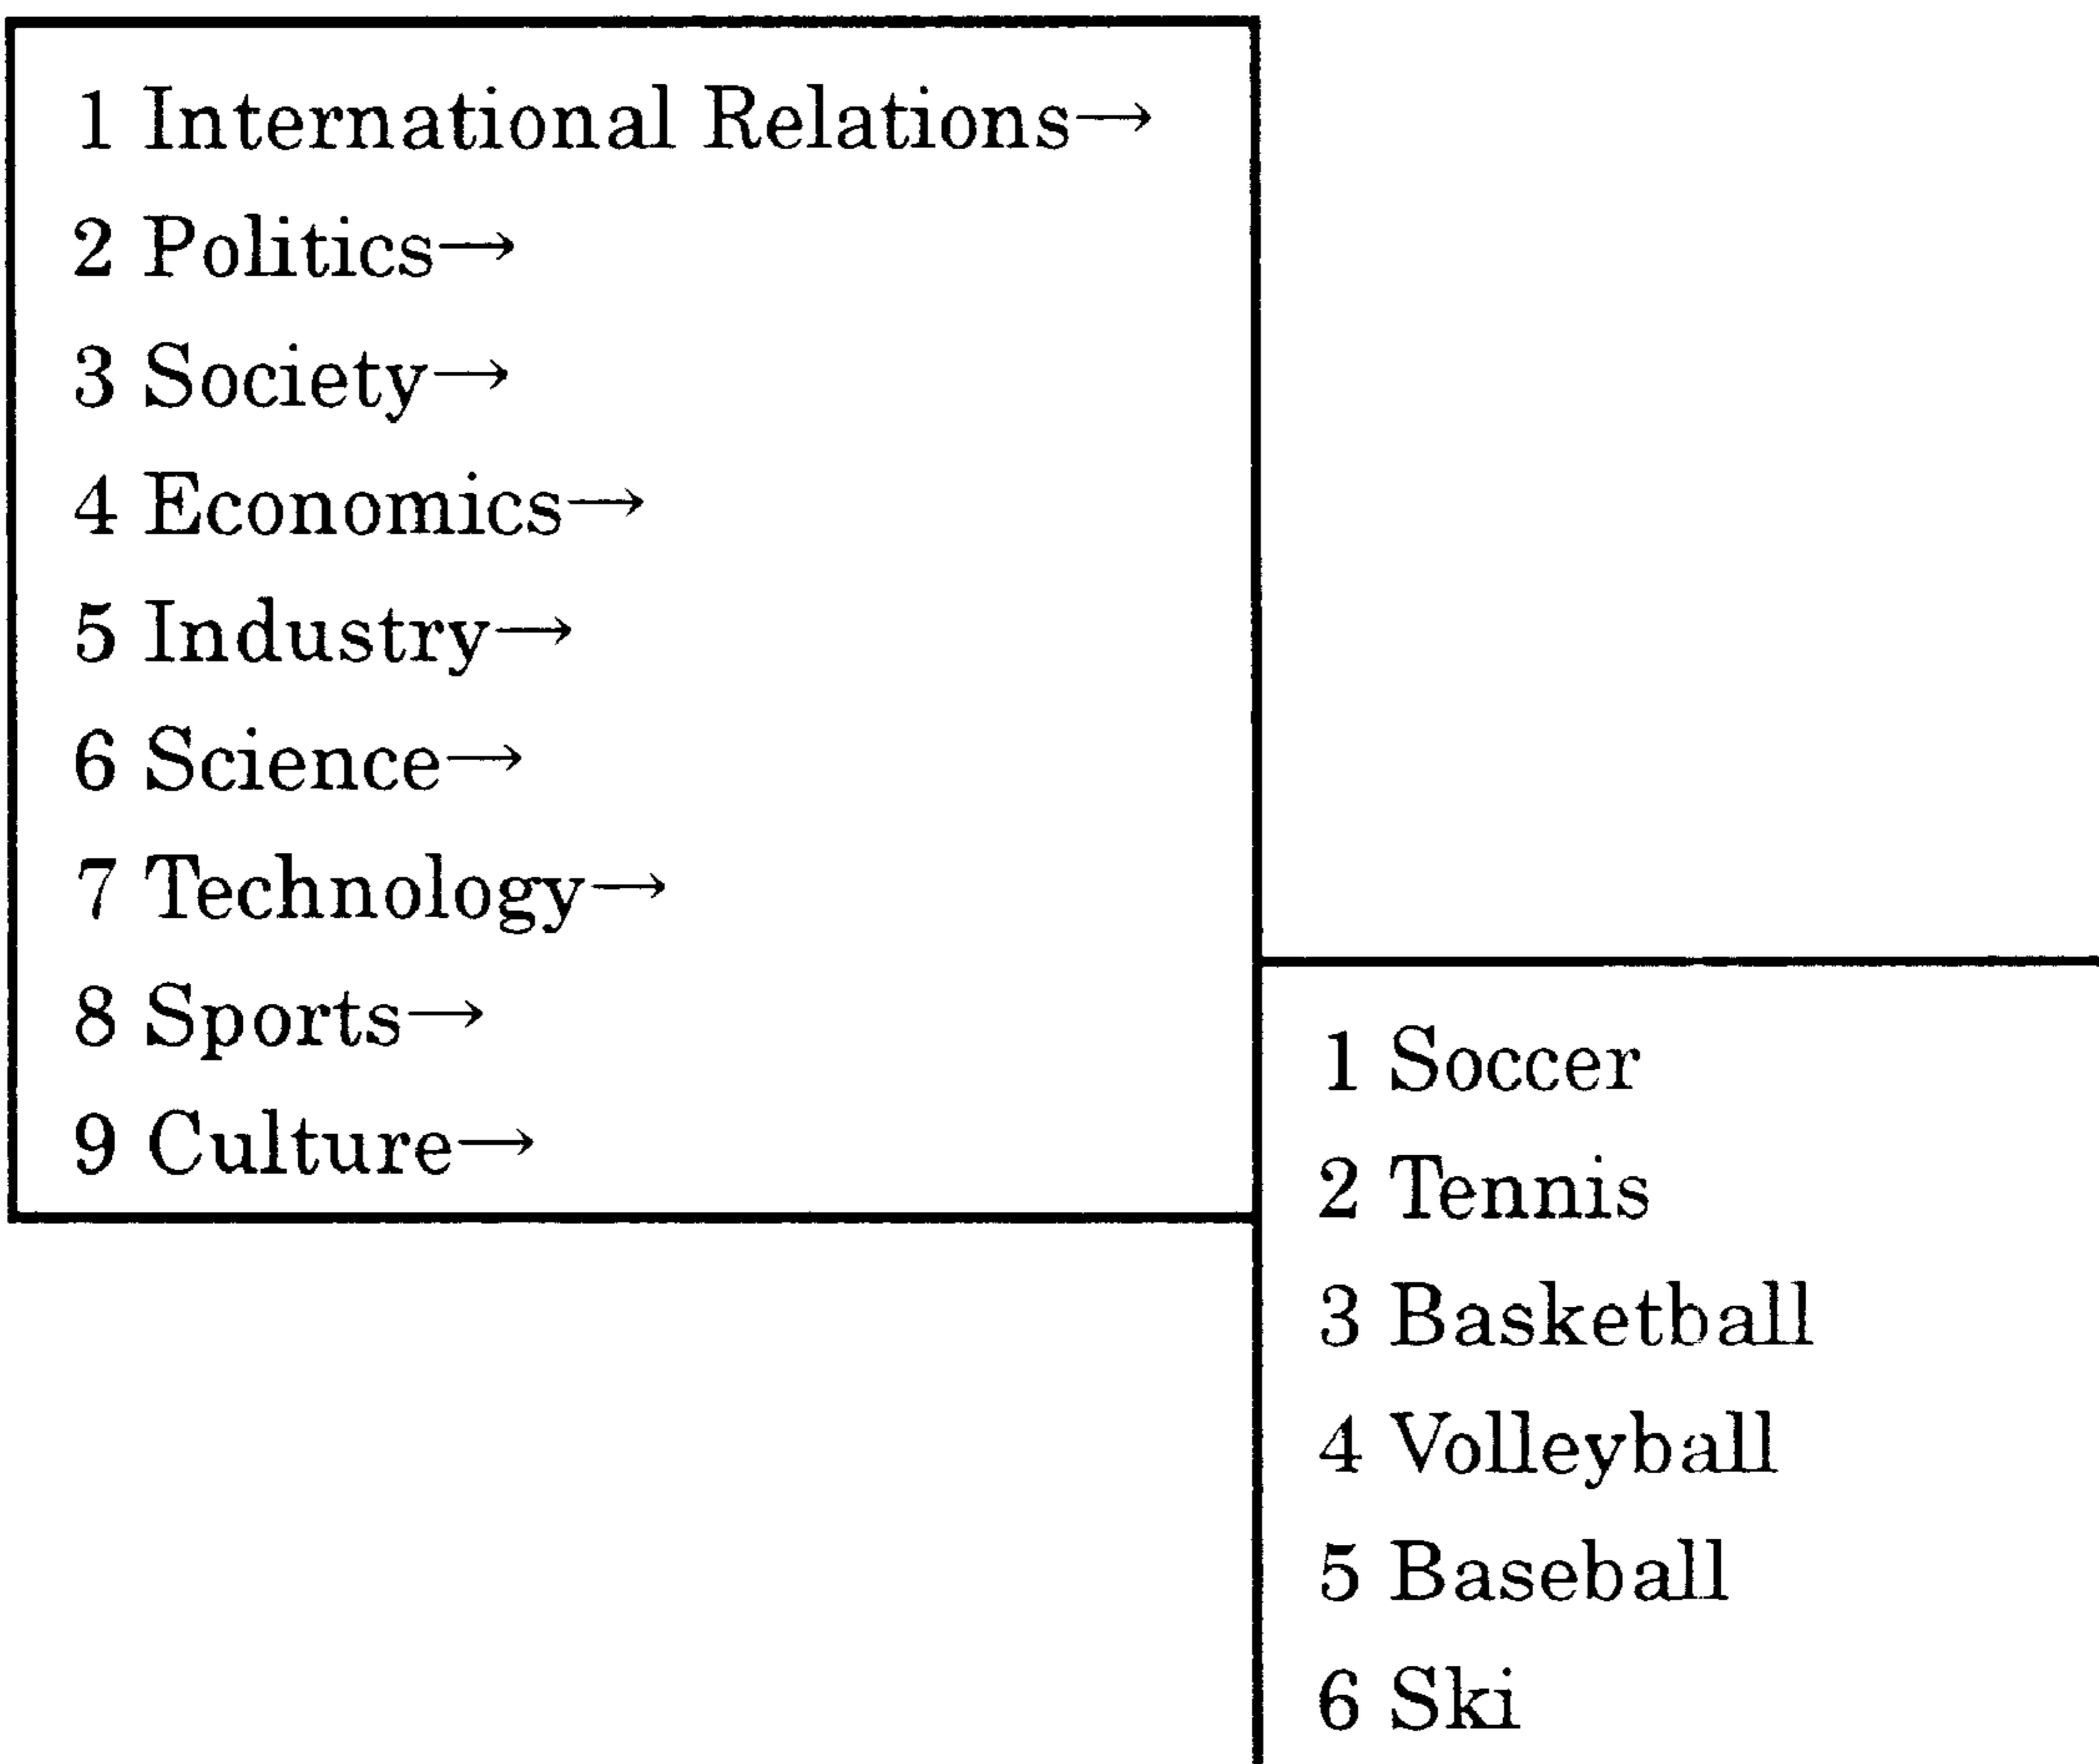 1 International Relations→
2 Politics→
3 Society→
4 Economics→
5 Industry→
6 Science→
7 Technology→
8 Sports→
9 Culture→
1 Soccer
2 Tennis
3 Basketball
4 Volleyball
5 Baseball
6 Ski